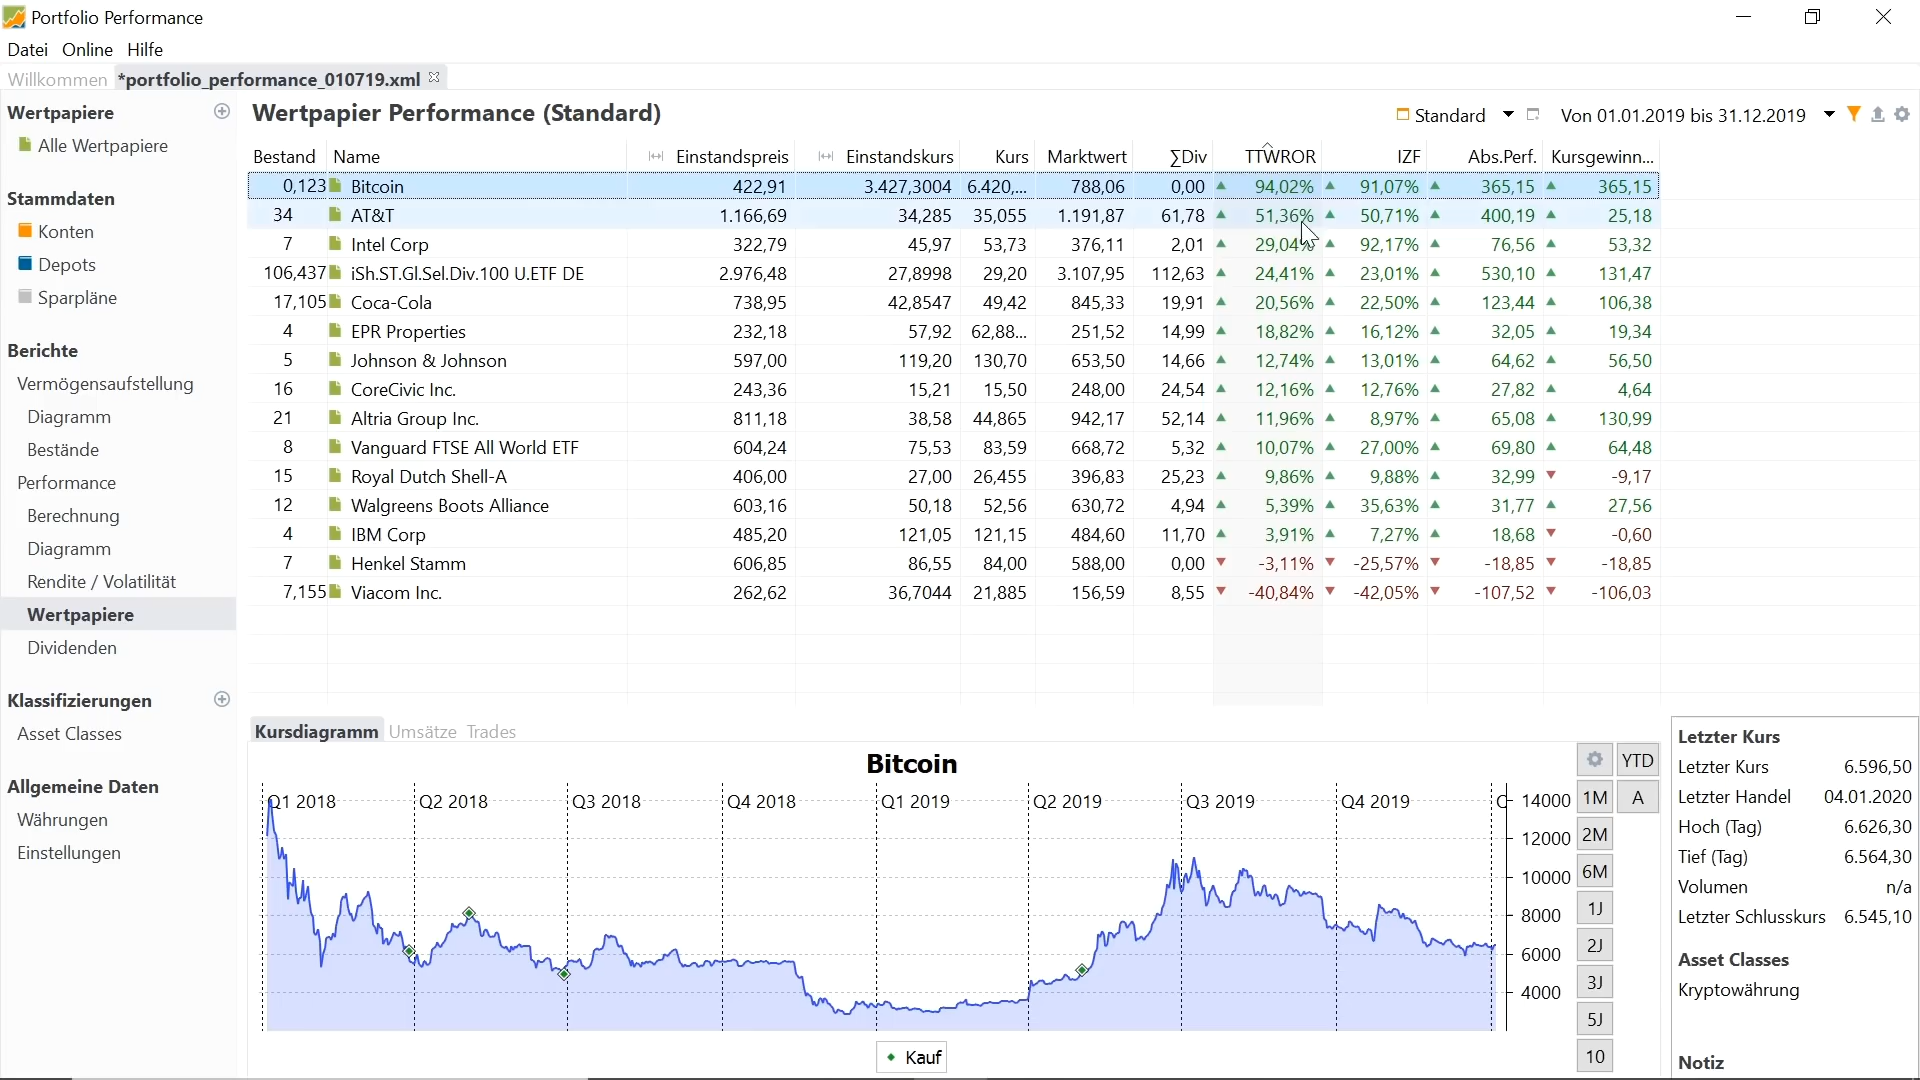 Portfolio Performance
Datei Online Hilfe
Willkommen *portfolio_performance_010719.xml
Wertpapiere
Alle Wertpapiere
Stammdaten
Konten
Depots
Sparpläne
Berichte
Vermögensaufstellung
Diagramm
Bestände
Performance
Berechnung
Diagramm
Rendite / Volatilität
Wertpapiere
Dividenden
Klassifizierungen
Asset Classes
Allgemeine Daten
Währungen
Einstellungen
Wertpapier Performance (Standard)
Standard Von 01.01.2019 bis 31.12.2019
Bestand Name Einstandspreis Einstandskurs Kurs Marktwert ∑Div TTWROR IZF Abs.Perf. Kursgewinn...
0,123 Bitcoin 422,91 3.427,3004 6.420,... 788,06 0,00 94,02% 91,07% 365,15 365,15
34 AT&T 1.166,69 34,285 35,055 1.191,87 61,78 51,36% 50,71% 400,19 25,18
7 Intel Corp 322,79 45,97 53,73 376,11 2,01 29,04% 92,17% 76,56 53,32
106,437 iSh.ST.Gl.Sel.Div.100 U.ETF DE 2.976,48 27,8998 29,20 3.107,95 112,63 24,41% 23,01% 530,10 131,47
17,105 Coca-Cola 738,95 42,8547 49,42 845,33 19,91 20,56% 22,50% 123,44 106,38
4 EPR Properties 232,18 57,92 62,88... 251,52 14,99 18,82% 16,12% 32,05 19,34
5 Johnson & Johnson 597,00 119,20 130,70 653,50 14,66 12,74% 13,01% 64,62 56,50
16 CoreCivic Inc. 243,36 15,21 15,50 248,00 24,54 12,16% 12,76% 27,82 4,64
21 Altria Group Inc. 811,18 38,58 44,865 942,17 52,14 11,96% 8,97% 65,08 130,99
8 Vanguard FTSE All World ETF 604,24 75,53 83,59 668,72 5,32 10,07% 27,00% 69,80 64,48
15 Royal Dutch Shell-A 406,00 27,00 26,455 396,83 25,23 9,86% 9,88% 32,99 -9,17
12 Walgreens Boots Alliance 603,16 50,18 52,56 630,72 4,94 5,39% 35,63% 31,77 27,56
4 IBM Corp 485,20 121,05 121,15 484,60 11,70 3,91% 7,27% 18,68 -0,60
7 Henkel Stamm 606,85 86,55 84,00 588,00 0,00 -3,11% -25,57% -18,85 -18,85
7,155 Viacom Inc. 262,62 36,7044 21,885 156,59 8,55 -40,84% -42,05% -107,52 -106,03
Kursdiagramm Umsätze Trades
Bitcoin
Q1 2018 Q2 2018 Q3 2018 Q4 2018 Q1 2019 Q2 2019 Q3 2019 Q4 2019
14000
12000
10000
8000
6000
4000
Kauf
YTD
1M A
2M
6M
1J
2J
3J
5J
10
Letzter Kurs
Letzter Kurs 6.596,50
Letzter Handel 04.01.2020
Hoch (Tag) 6.626,30
Tief (Tag) 6.564,30
Volumen n/a
Letzter Schlusskurs 6.545,10
Asset Classes
Kryptowährung
Notiz